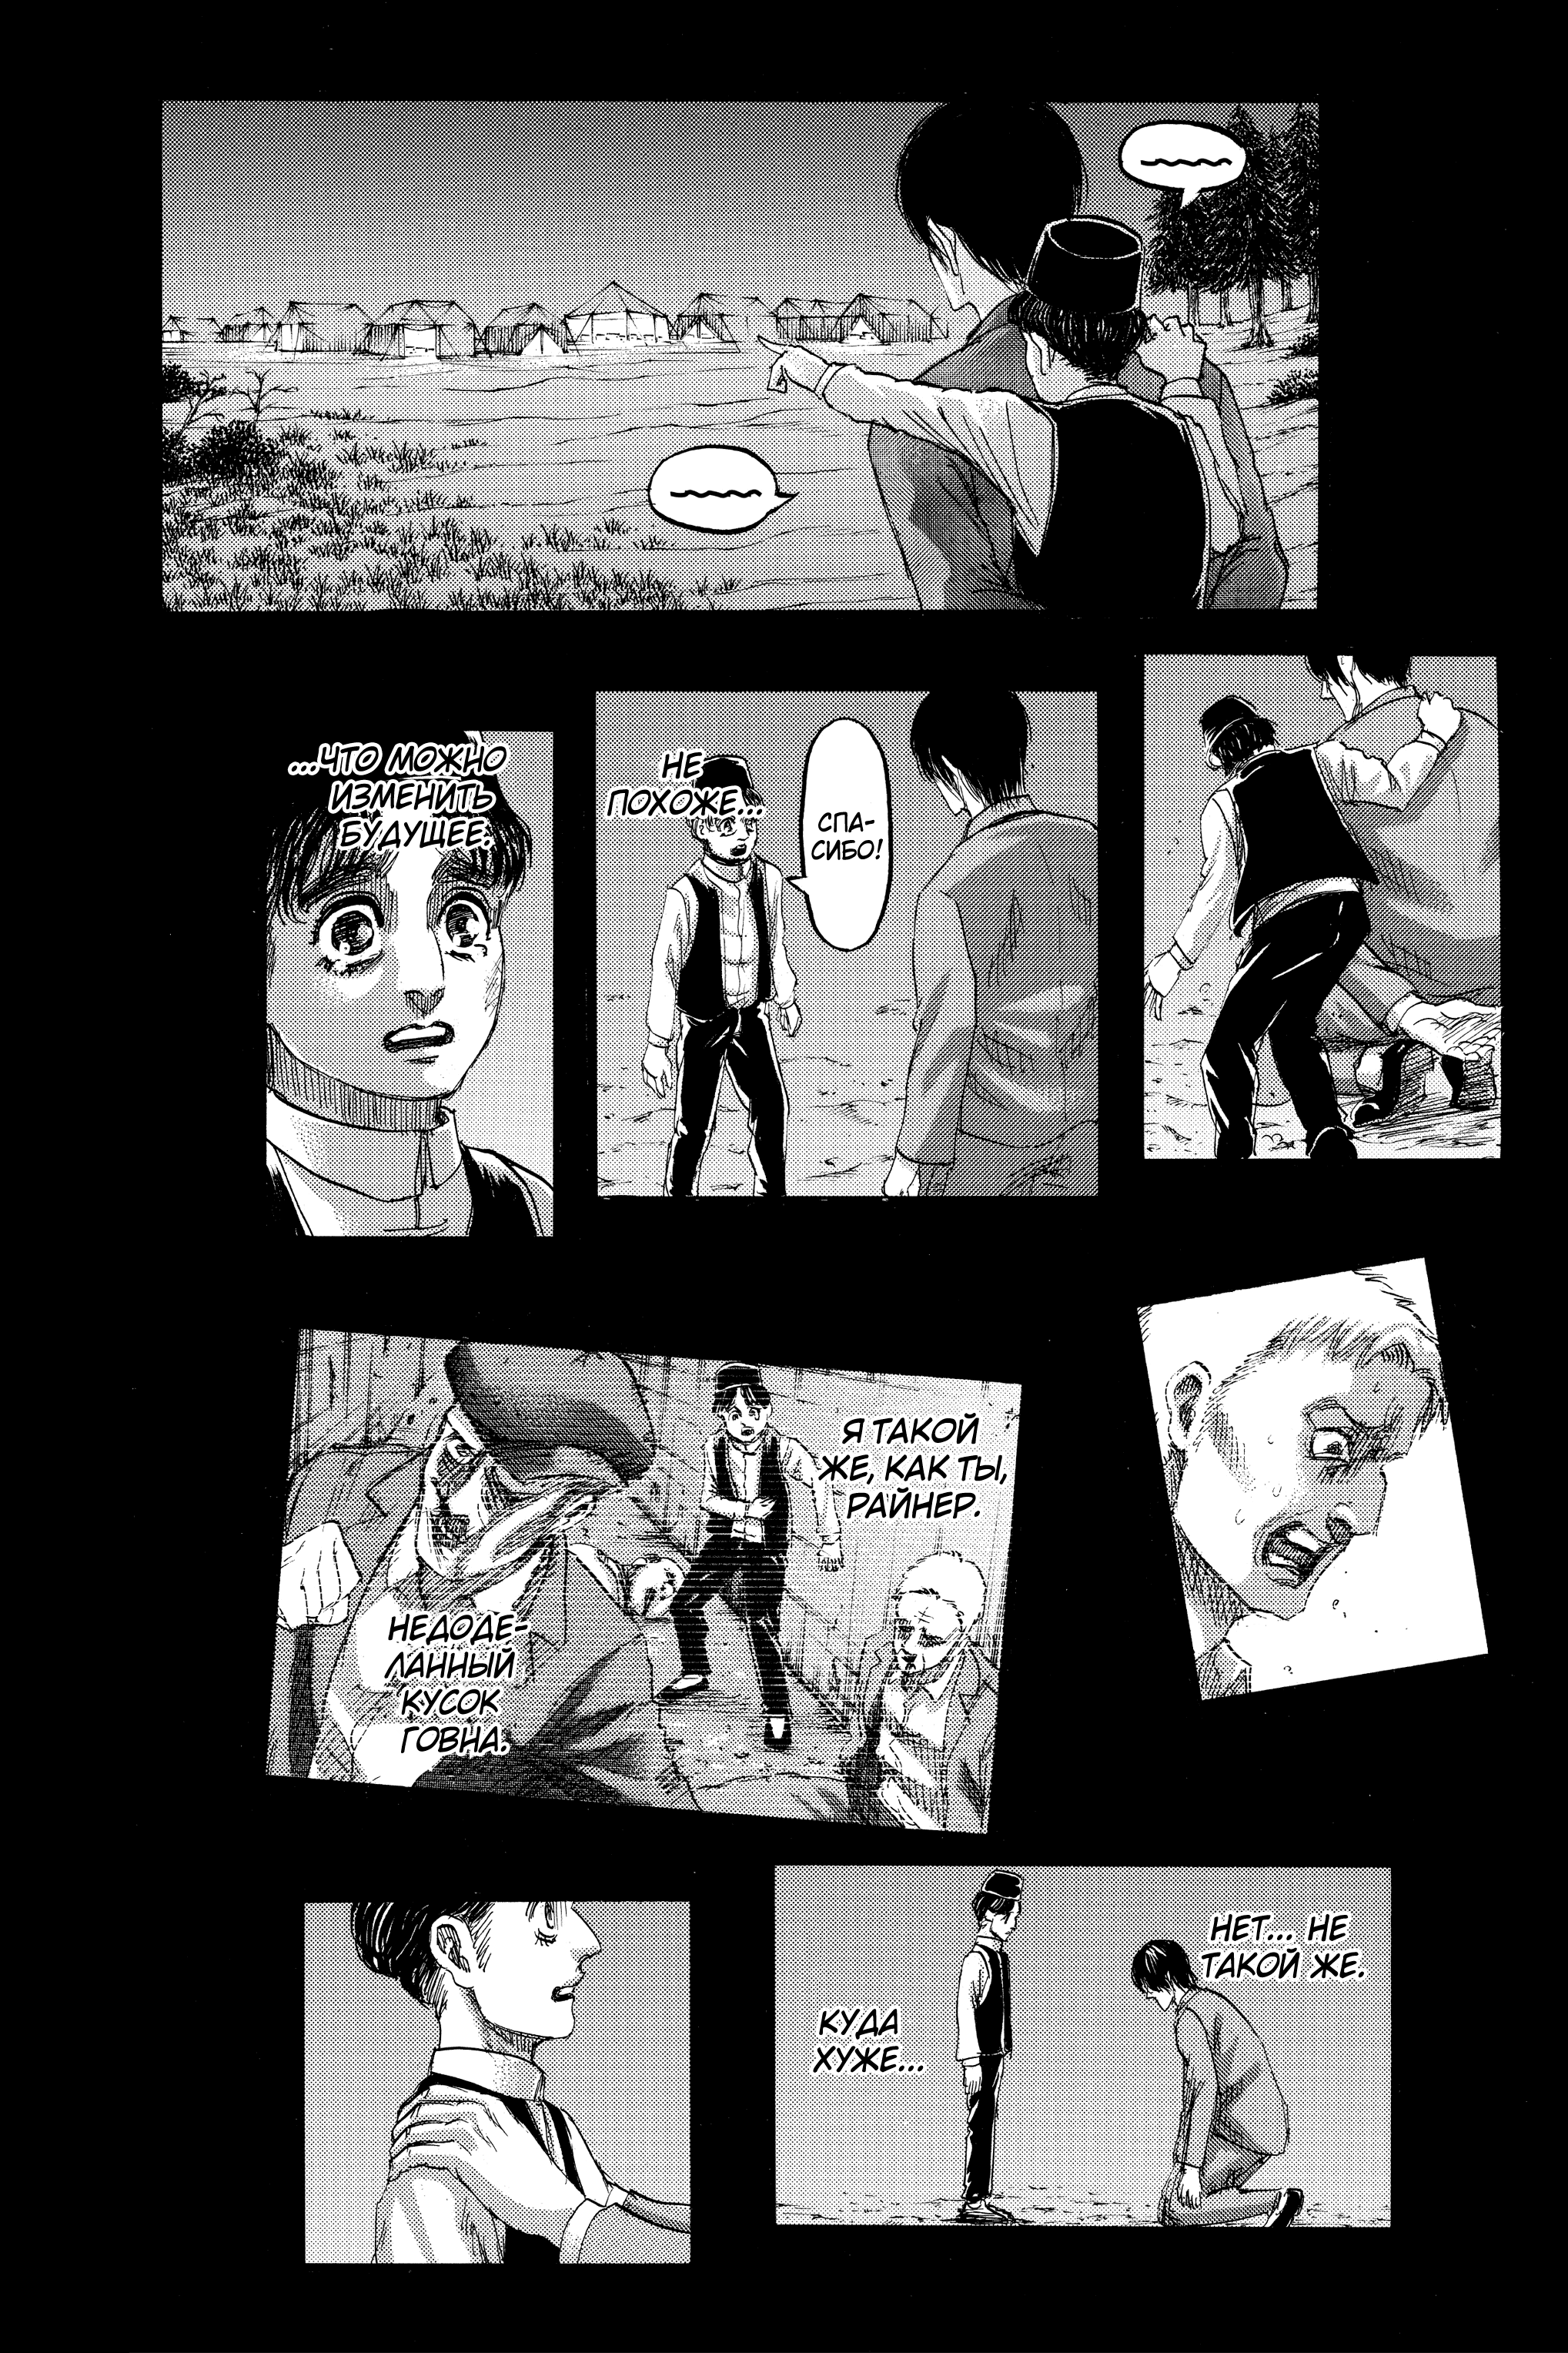 СПА-
СИБО!
НЕ
ПОХОЖЕ...
...ЧТО МОЖНО
ИЗМЕНИТЬ
БУДУЩЕЕ.
Я ТАКОЙ
ЖЕ, КАК ТЫ,
РАЙНЕР.
НЕДОДЕ-
ЛАННЫЙ
КУСОК
ГОВНА.
НЕТ... НЕ
ТАКОЙ ЖЕ.
КУДА
ХУЖЕ...